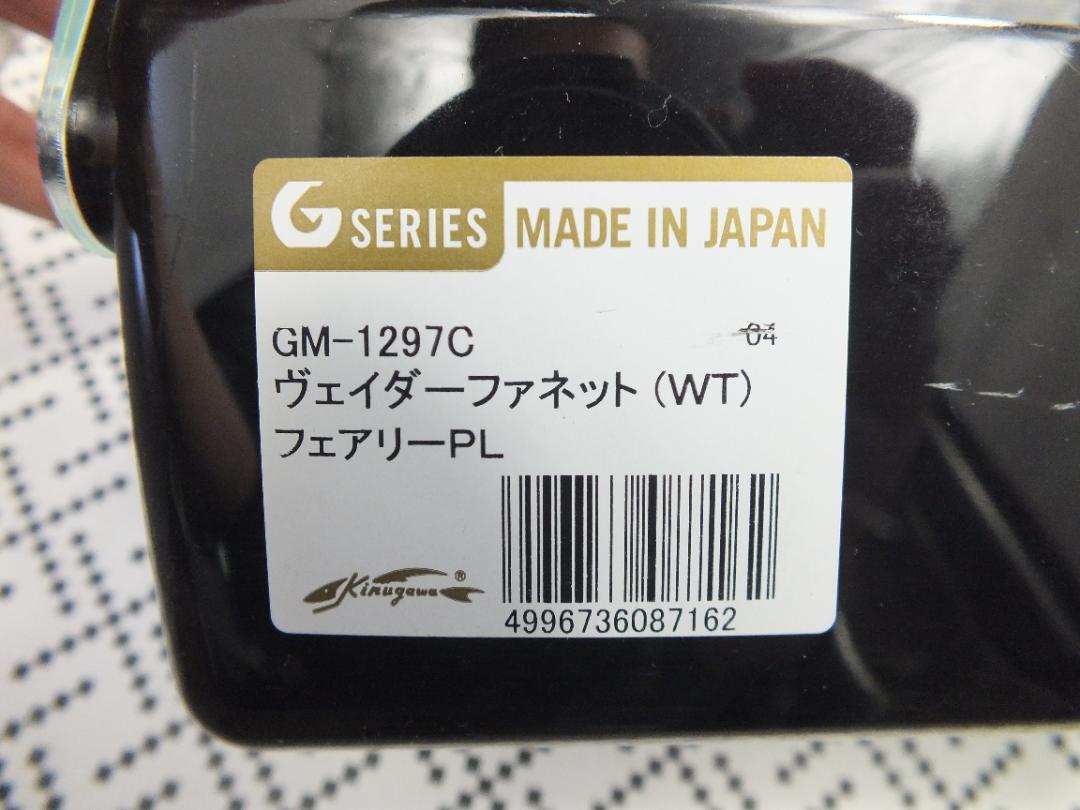 G SERIES MADE IN JAPAN
GM-1297C 04
ヴェイダーファネット(WT)
フェアリーPL
Kinugawa®
4996736087162